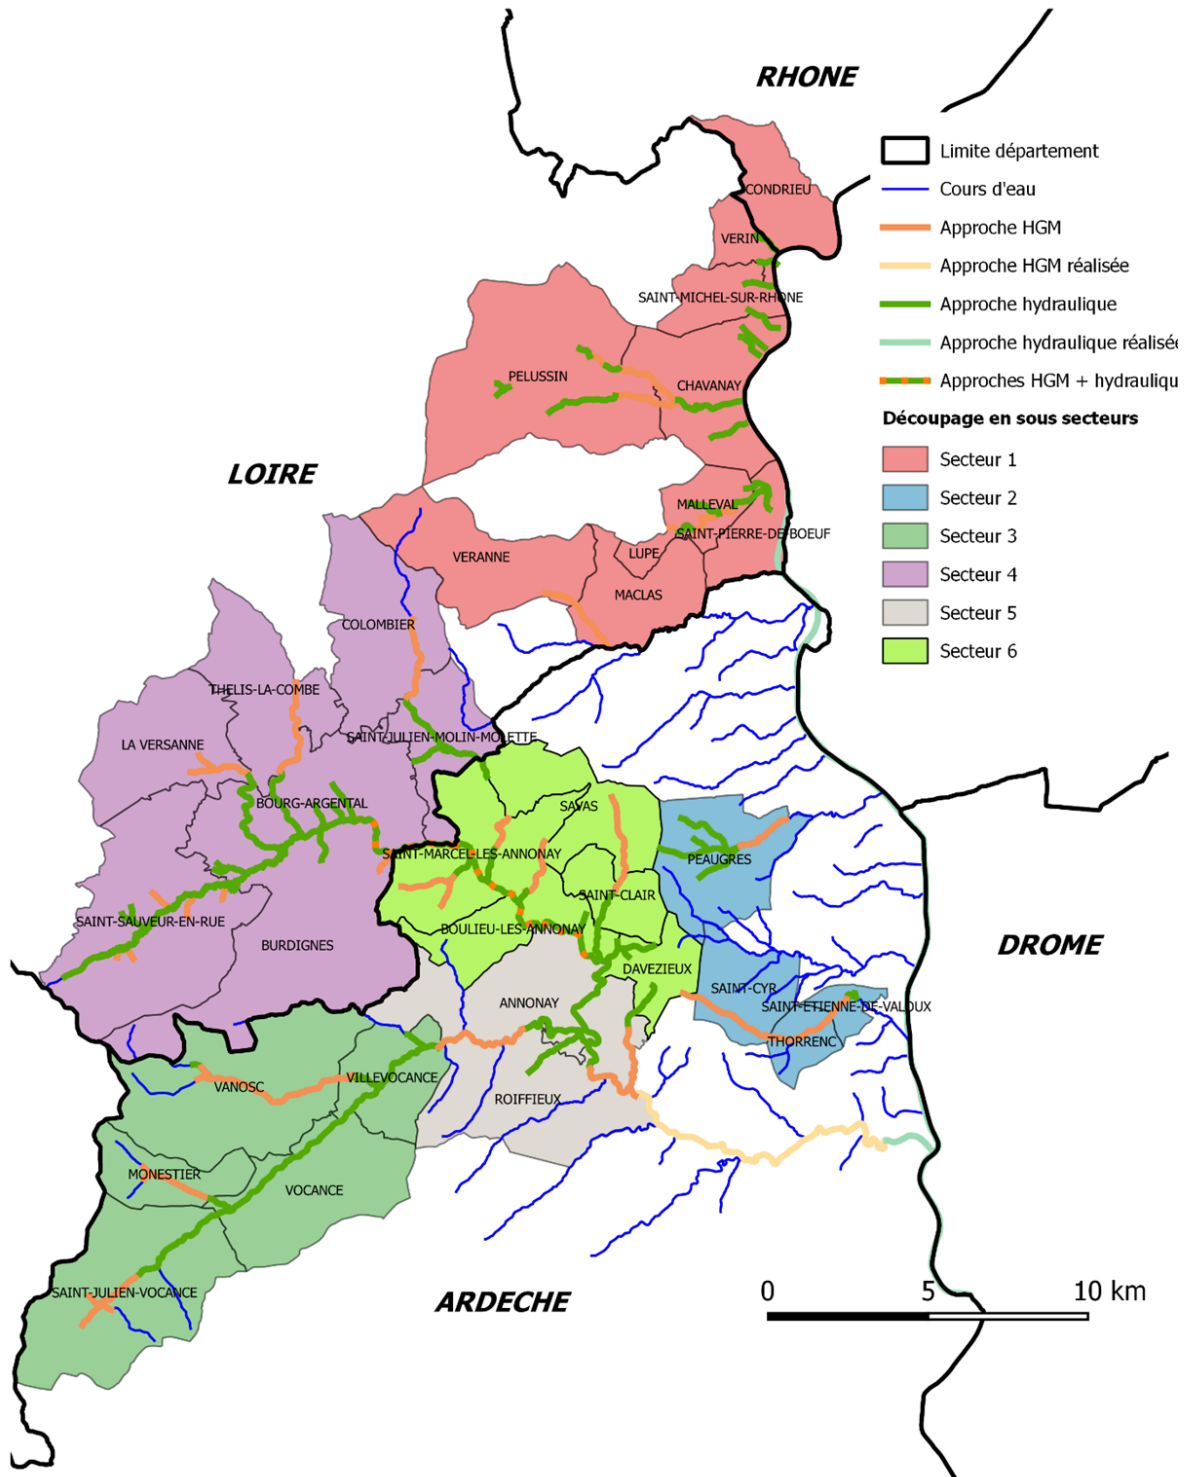 RHONE
Limite département
Cours d'eau
Approche HGM
Approche HGM réalisée
Approche hydraulique
Approche hydraulique réalisée
Approches HGM + hydraulique
Découpage en sous secteurs
Secteur 1
Secteur 2
Secteur 3
Secteur 4
Secteur 5
Secteur 6
CONDRIEU
VERIN
SAINT-MICHEL-SUR-RHONE
PELUSSIN
CHAVANAY
LOIRE
MALLEVAL
SAINT-PIERRE-DE-BOEUF
LUPE
VERANNE
MACLAS
COLOMBIER
THELIS-LA-COMBE
LA VERSANNE
SAINT-JULIEN-MOLIN-MOLETTE
BOURG-ARGENTAL
SAVAS
SAINT-MARCEL-LES-ANNONAY
PEAUGRES
SAINT-CLAIR
SAINT-SAUVEUR-EN-RUE
BOULIEU-LES-ANNONAY
BURDIGNES
DROME
DAVEZIEUX
SAINT-CYR
ANNONAY
SAINT-ETIENNE-DE-VALOUX
THORRENC
VILLEVOCANCE
VANOSC
ROIFFIEUX
MONESTIER
VOCANCE
SAINT-JULIEN-VOCANCE
ARDECHE
0 5 10 km